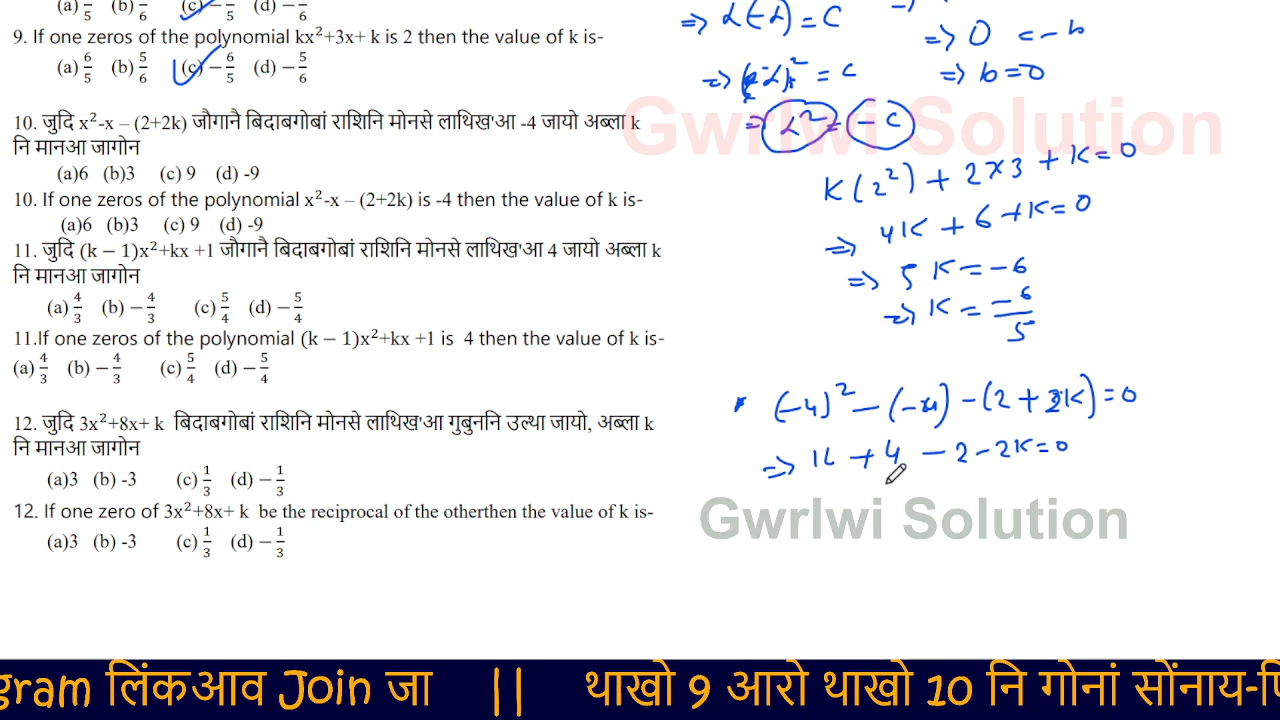 (a) /5 (b) /6 (c) – /5 (d) – /6
9. If one zeros of the polynomial kx²+3x+ k is 2 then the value of k is-
(a) 6/5 (b) 5/6 (c) – 6/5 (d) – 5/6
10. जुदि x²-x – (2+2k) जौगानै बिदाबगोबां राशिनि मोनसे लाथिख'आ -4 जायो अब्ला k
नि मानआ जागोन
(a)6 (b)3 (c) 9 (d) -9
10. If one zeros of the polynomial x²-x – (2+2k) is -4 then the value of k is-
(a)6 (b)3 (c) 9 (d) -9
11. जुदि (k – 1)x²+kx +1 जौगानै बिदाबगोबां राशिनि मोनसे लाथिख'आ 4 जायो अब्ला k
नि मानआ जागोन
(a) 4/3 (b) – 4/3 (c) 5/4 (d) – 5/4
11.If one zeros of the polynomial (k – 1)x²+kx +1 is 4 then the value of k is-
(a) 4/3 (b) – 4/3 (c) 5/4 (d) – 5/4
12. जुदि 3x²+8x+ k बिदाबगोबां राशिनि मोनसे लाथिख'आ गुबुननि उल्था जायो, अब्ला k
नि मानआ जागोन
(a)3 (b) -3 (c) 1/3 (d) – 1/3
12. If one zero of 3x²+8x+ k be the reciprocal of the otherthen the value of k is-
(a)3 (b) -3 (c) 1/3 (d) – 1/3
=> α(-α) = c
=> = c
=> α² = -c
=> 0 = -b
=> b = 0
Gwrlwi Solution
K(2²) + 2×3 + K = 0
=> 4K + 6 + K = 0
=> 5K = -6
=> K = -6/5
(-4)² – (-4) – (2 + 2K) = 0
=> 16 + 4 – 2 – 2K = 0
Gwrlwi Solution
gram लिंकआव Join जा || थाखो 9 आरो थाखो 10 नि गोनां सोंनाय-फि